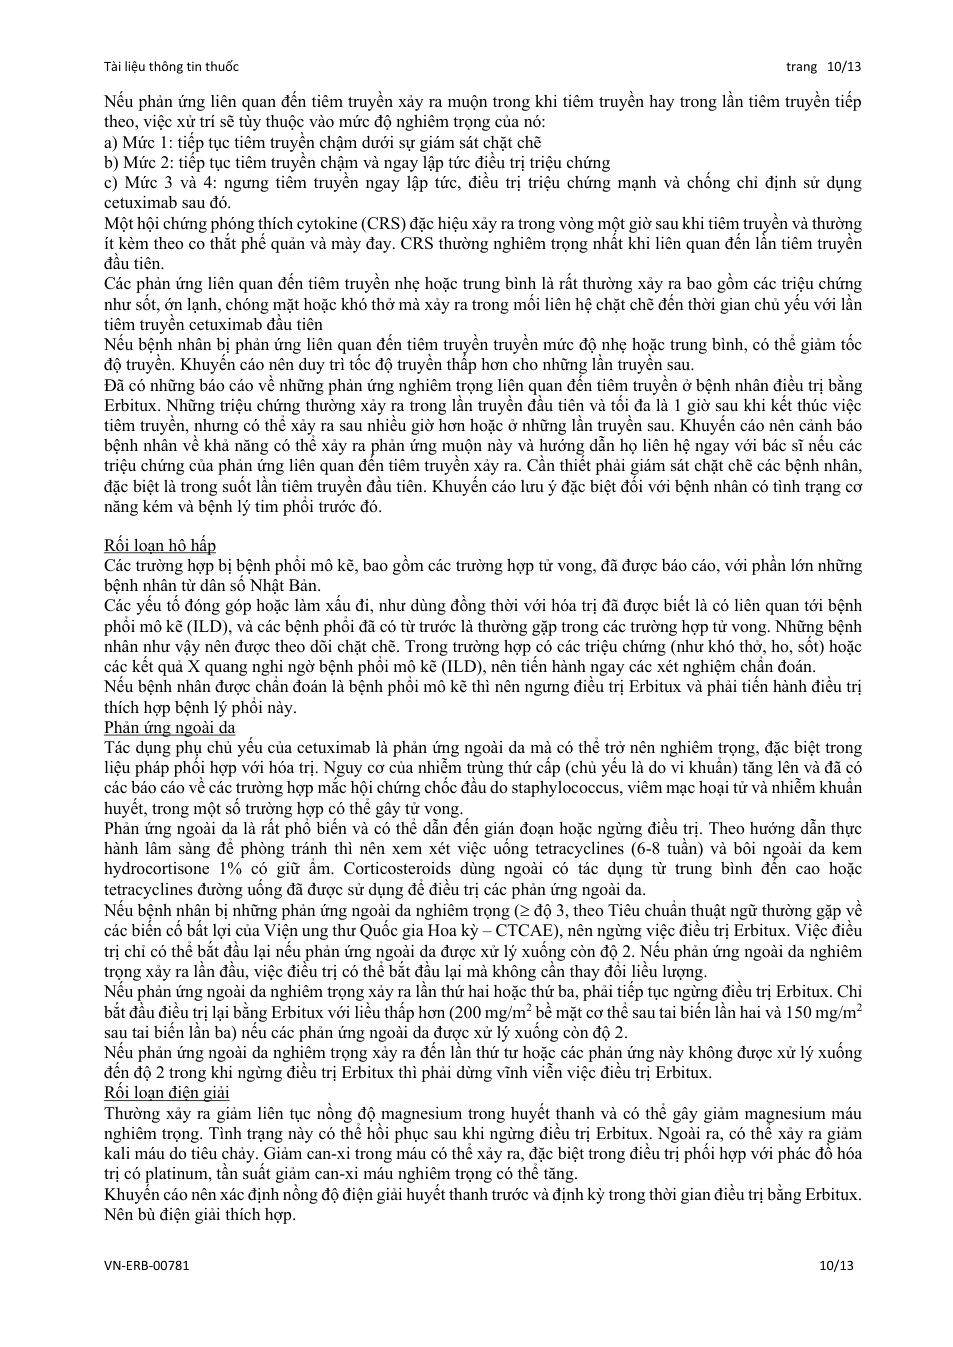 Tài liệu thông tin thuốc trang 10/13
Nếu phản ứng liên quan đến tiêm truyền xảy ra muộn trong khi tiêm truyền hay trong lần tiêm truyền tiếp
theo, việc xử trí sẽ tùy thuộc vào mức độ nghiêm trọng của nó:
a) Mức 1: tiếp tục tiêm truyền chậm dưới sự giám sát chặt chẽ
b) Mức 2: tiếp tục tiêm truyền chậm và ngay lập tức điều trị triệu chứng
c) Mức 3 và 4: ngưng tiêm truyền ngay lập tức, điều trị triệu chứng mạnh và chống chỉ định sử dụng
cetuximab sau đó.
Một hội chứng phóng thích cytokine (CRS) đặc hiệu xảy ra trong vòng một giờ sau khi tiêm truyền và thường
ít kèm theo co thắt phế quản và mày đay. CRS thường nghiêm trọng nhất khi liên quan đến lần tiêm truyền
đầu tiên.
Các phản ứng liên quan đến tiêm truyền nhẹ hoặc trung bình là rất thường xảy ra bao gồm các triệu chứng
như sốt, ớn lạnh, chóng mặt hoặc khó thở mà xảy ra trong mối liên hệ chặt chẽ đến thời gian chủ yếu với lần
tiêm truyền cetuximab đầu tiên
Nếu bệnh nhân bị phản ứng liên quan đến tiêm truyền truyền mức độ nhẹ hoặc trung bình, có thể giảm tốc
độ truyền. Khuyến cáo nên duy trì tốc độ truyền thấp hơn cho những lần truyền sau.
Đã có những báo cáo về những phản ứng nghiêm trọng liên quan đến tiêm truyền ở bệnh nhân điều trị bằng
Erbitux. Những triệu chứng thường xảy ra trong lần truyền đầu tiên và tối đa là 1 giờ sau khi kết thúc việc
tiêm truyền, nhưng có thể xảy ra sau nhiều giờ hơn hoặc ở những lần truyền sau. Khuyến cáo nên cảnh báo
bệnh nhân về khả năng có thể xảy ra phản ứng muộn này và hướng dẫn họ liên hệ ngay với bác sĩ nếu các
triệu chứng của phản ứng liên quan đến tiêm truyền xảy ra. Cần thiết phải giám sát chặt chẽ các bệnh nhân,
đặc biệt là trong suốt lần tiêm truyền đầu tiên. Khuyến cáo lưu ý đặc biệt đối với bệnh nhân có tình trạng cơ
năng kém và bệnh lý tim phổi trước đó.
Rối loạn hô hấp
Các trường hợp bị bệnh phổi mô kẽ, bao gồm các trường hợp tử vong, đã được báo cáo, với phần lớn những
bệnh nhân từ dân số Nhật Bản.
Các yếu tố đóng góp hoặc làm xấu đi, như dùng đồng thời với hóa trị đã được biết là có liên quan tới bệnh
phổi mô kẽ (ILD), và các bệnh phổi đã có từ trước là thường gặp trong các trường hợp tử vong. Những bệnh
nhân như vậy nên được theo dõi chặt chẽ. Trong trường hợp có các triệu chứng (như khó thở, ho, sốt) hoặc
các kết quả X quang nghi ngờ bệnh phổi mô kẽ (ILD), nên tiến hành ngay các xét nghiệm chẩn đoán.
Nếu bệnh nhân được chẩn đoán là bệnh phổi mô kẽ thì nên ngưng điều trị Erbitux và phải tiến hành điều trị
thích hợp bệnh lý phổi này.
Phản ứng ngoài da
Tác dụng phụ chủ yếu của cetuximab là phản ứng ngoài da mà có thể trở nên nghiêm trọng, đặc biệt trong
liệu pháp phối hợp với hóa trị. Nguy cơ của nhiễm trùng thứ cấp (chủ yếu là do vi khuẩn) tăng lên và đã có
các báo cáo về các trường hợp mắc hội chứng chốc đầu do staphylococcus, viêm mạc hoại tử và nhiễm khuẩn
huyết, trong một số trường hợp có thể gây tử vong.
Phản ứng ngoài da là rất phổ biến và có thể dẫn đến gián đoạn hoặc ngừng điều trị. Theo hướng dẫn thực
hành lâm sàng để phòng tránh thì nên xem xét việc uống tetracyclines (6-8 tuần) và bôi ngoài da kem
hydrocortisone 1% có giữ ẩm. Corticosteroids dùng ngoài có tác dụng từ trung bình đến cao hoặc
tetracyclines đường uống đã được sử dụng để điều trị các phản ứng ngoài da.
Nếu bệnh nhân bị những phản ứng ngoài da nghiêm trọng (≥ độ 3, theo Tiêu chuẩn thuật ngữ thường gặp về
các biến cố bất lợi của Viện ung thư Quốc gia Hoa kỳ – CTCAE), nên ngừng việc điều trị Erbitux. Việc điều
trị chỉ có thể bắt đầu lại nếu phản ứng ngoài da được xử lý xuống còn độ 2. Nếu phản ứng ngoài da nghiêm
trọng xảy ra lần đầu, việc điều trị có thể bắt đầu lại mà không cần thay đổi liều lượng.
Nếu phản ứng ngoài da nghiêm trọng xảy ra lần thứ hai hoặc thứ ba, phải tiếp tục ngừng điều trị Erbitux. Chỉ
bắt đầu điều trị lại bằng Erbitux với liều thấp hơn (200 mg/m² bề mặt cơ thể sau tai biến lần hai và 150 mg/m²
sau tai biến lần ba) nếu các phản ứng ngoài da được xử lý xuống còn độ 2.
Nếu phản ứng ngoài da nghiêm trọng xảy ra đến lần thứ tư hoặc các phản ứng này không được xử lý xuống
đến độ 2 trong khi ngừng điều trị Erbitux thì phải dừng vĩnh viễn việc điều trị Erbitux.
Rối loạn điện giải
Thường xảy ra giảm liên tục nồng độ magnesium trong huyết thanh và có thể gây giảm magnesium máu
nghiêm trọng. Tình trạng này có thể hồi phục sau khi ngừng điều trị Erbitux. Ngoài ra, có thể xảy ra giảm
kali máu do tiêu chảy. Giảm can-xi trong máu có thể xảy ra, đặc biệt trong điều trị phối hợp với phác đồ hóa
trị có platinum, tần suất giảm can-xi máu nghiêm trọng có thể tăng.
Khuyến cáo nên xác định nồng độ điện giải huyết thanh trước và định kỳ trong thời gian điều trị bằng Erbitux.
Nên bù điện giải thích hợp.
VN-ERB-00781 10/13